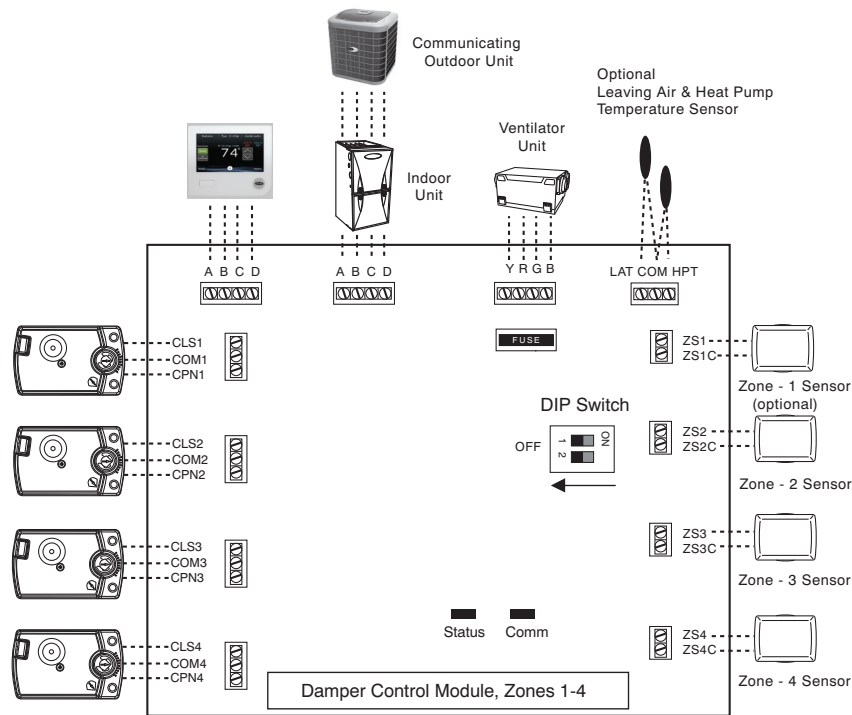 Communicating
Outdoor Unit
Optional
Leaving Air & Heat Pump
Temperature Sensor
Ventilator
Unit
74°
Indoor
Unit
A B C D
A B C D
Y R G B
LAT COM HPT
FUSE
CLS1
COM1
CPN1
ZS1
ZS1C
Zone - 1 Sensor
(optional)
DIP Switch
OFF
ON
1
2
CLS2
COM2
CPN2
ZS2
ZS2C
Zone - 2 Sensor
CLS3
COM3
CPN3
ZS3
ZS3C
Zone - 3 Sensor
Status
Comm
CLS4
COM4
CPN4
ZS4
ZS4C
Zone - 4 Sensor
Damper Control Module, Zones 1-4